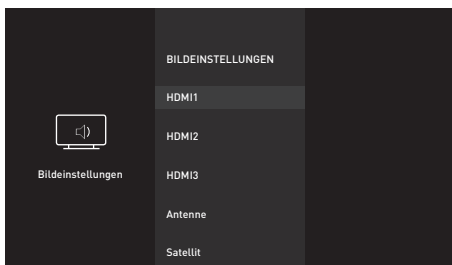 BILDEINSTELLUNGEN
HDMI1
HDMI2
HDMI3
Antenne
Satellit
Bildeinstellungen